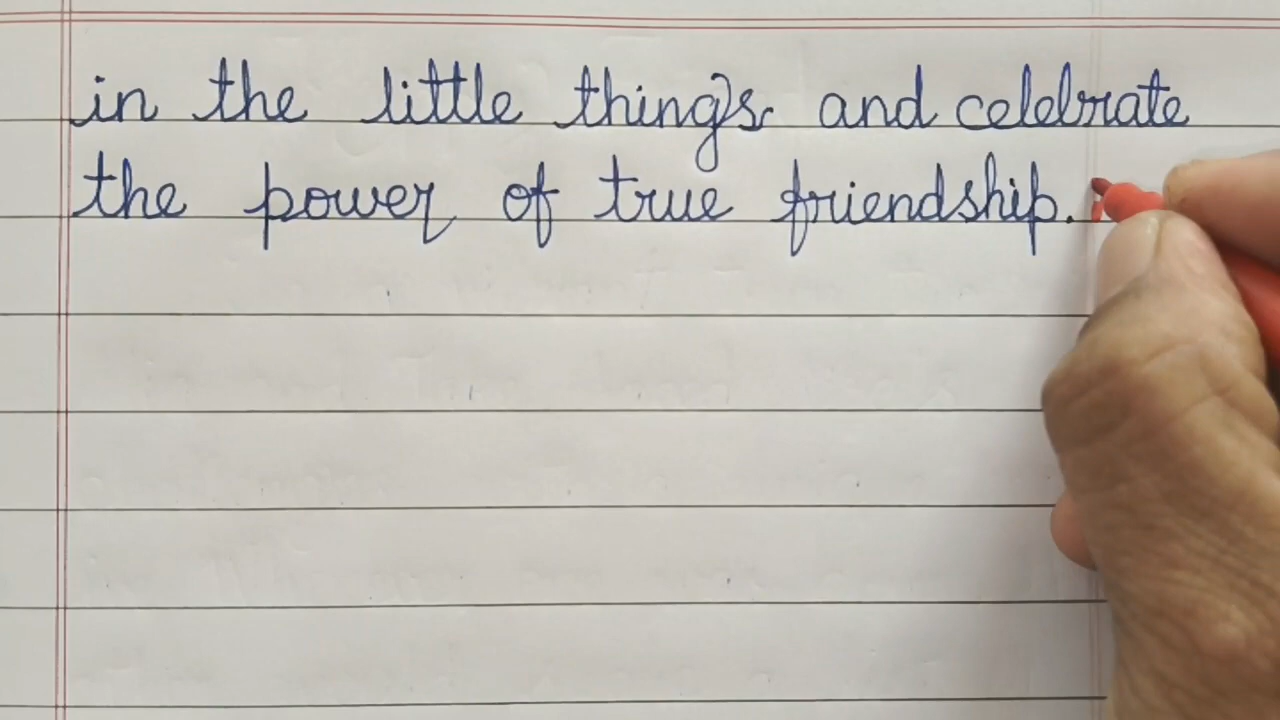 in the little things and celebrate
the power of true friendship.